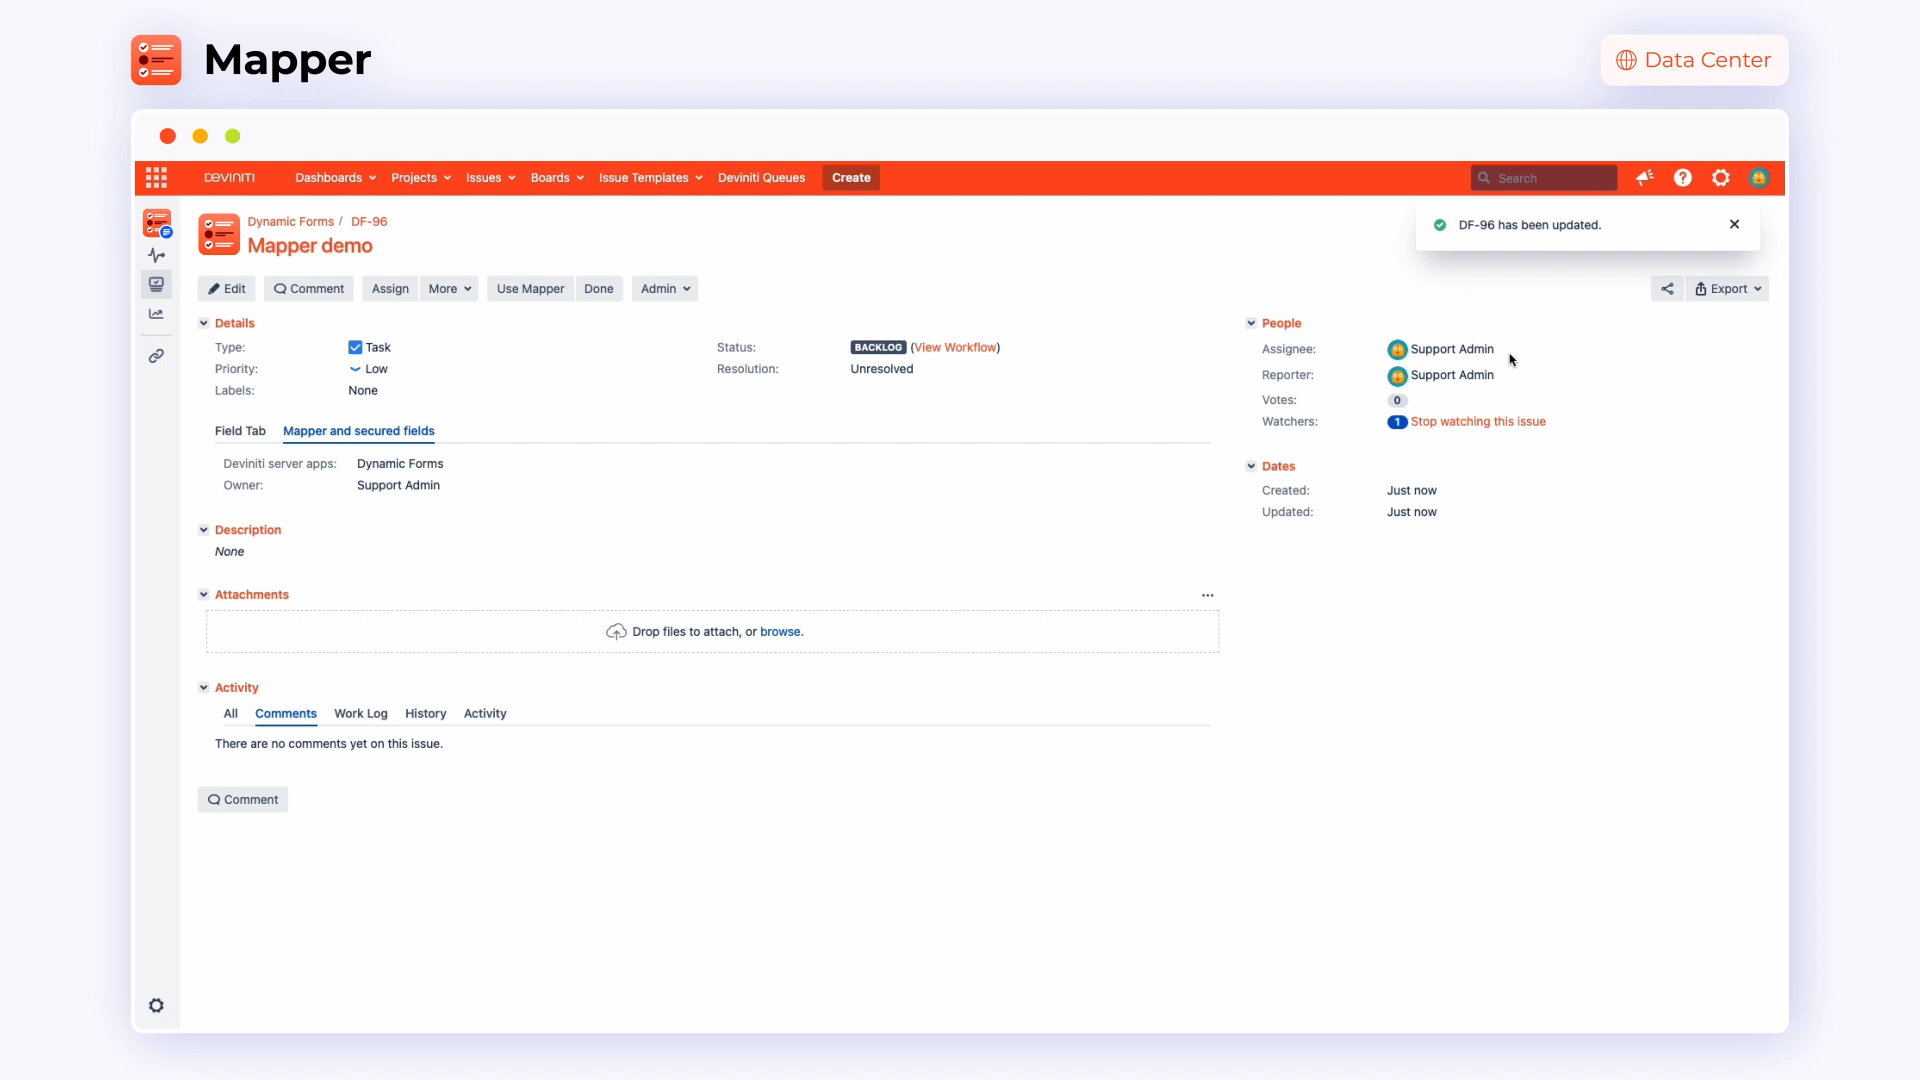 Mapper
Data Center
DEVINITI Dashboards Projects Issues Boards Issue Templates Deviniti Queues Create Search
Dynamic Forms / DF-96
Mapper demo
DF-96 has been updated.
Edit Comment Assign More Use Mapper Done Admin Export
Details
Type: Task
Priority: Low
Labels: None
Status: BACKLOG (View Workflow)
Resolution: Unresolved
Field Tab Mapper and secured fields
Deviniti server apps: Dynamic Forms
Owner: Support Admin
Description
None
Attachments
Drop files to attach, or browse.
Activity
All Comments Work Log History Activity
There are no comments yet on this issue.
Comment
People
Assignee: Support Admin
Reporter: Support Admin
Votes: 0
Watchers: 1 Stop watching this issue
Dates
Created: Just now
Updated: Just now